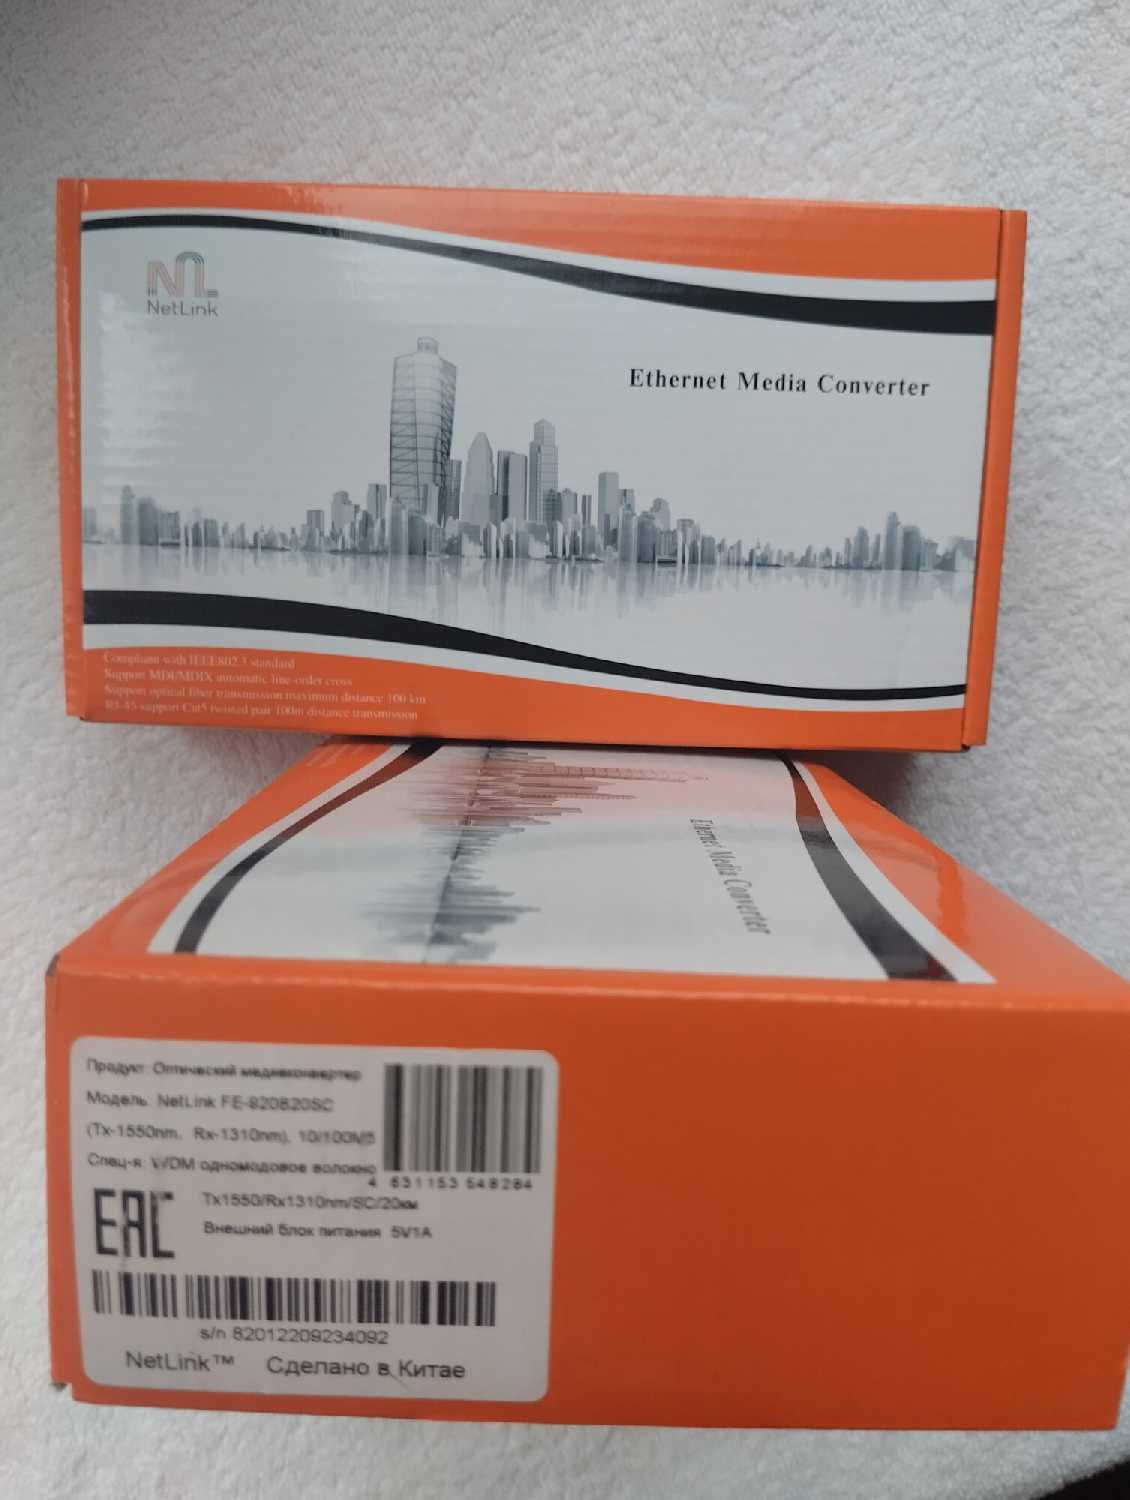 NetLink
Ethernet Media Converter
Compliant with IEEE802.3 standard
Support MDI/MDIX automatic line-order cross
Support optical fiber transmission maximum distance 100 km
RJ-45 support Cat5 twisted pair 100m distance transmission
Ethernet Media Converter
Продукт: Оптический медиаконвертер
Модель: NetLink FE-820B20SC
(Tx-1550nm, Rx-1310nm), 10/100M/5
Спец-я: WDM одномодовое волокно
4 631153 548284
EAC
Tx1550/Rx1310nm/SC/20км
Внешний блок питания 5V1A
s/n 82012209234092
NetLink™ Сделано в Китае